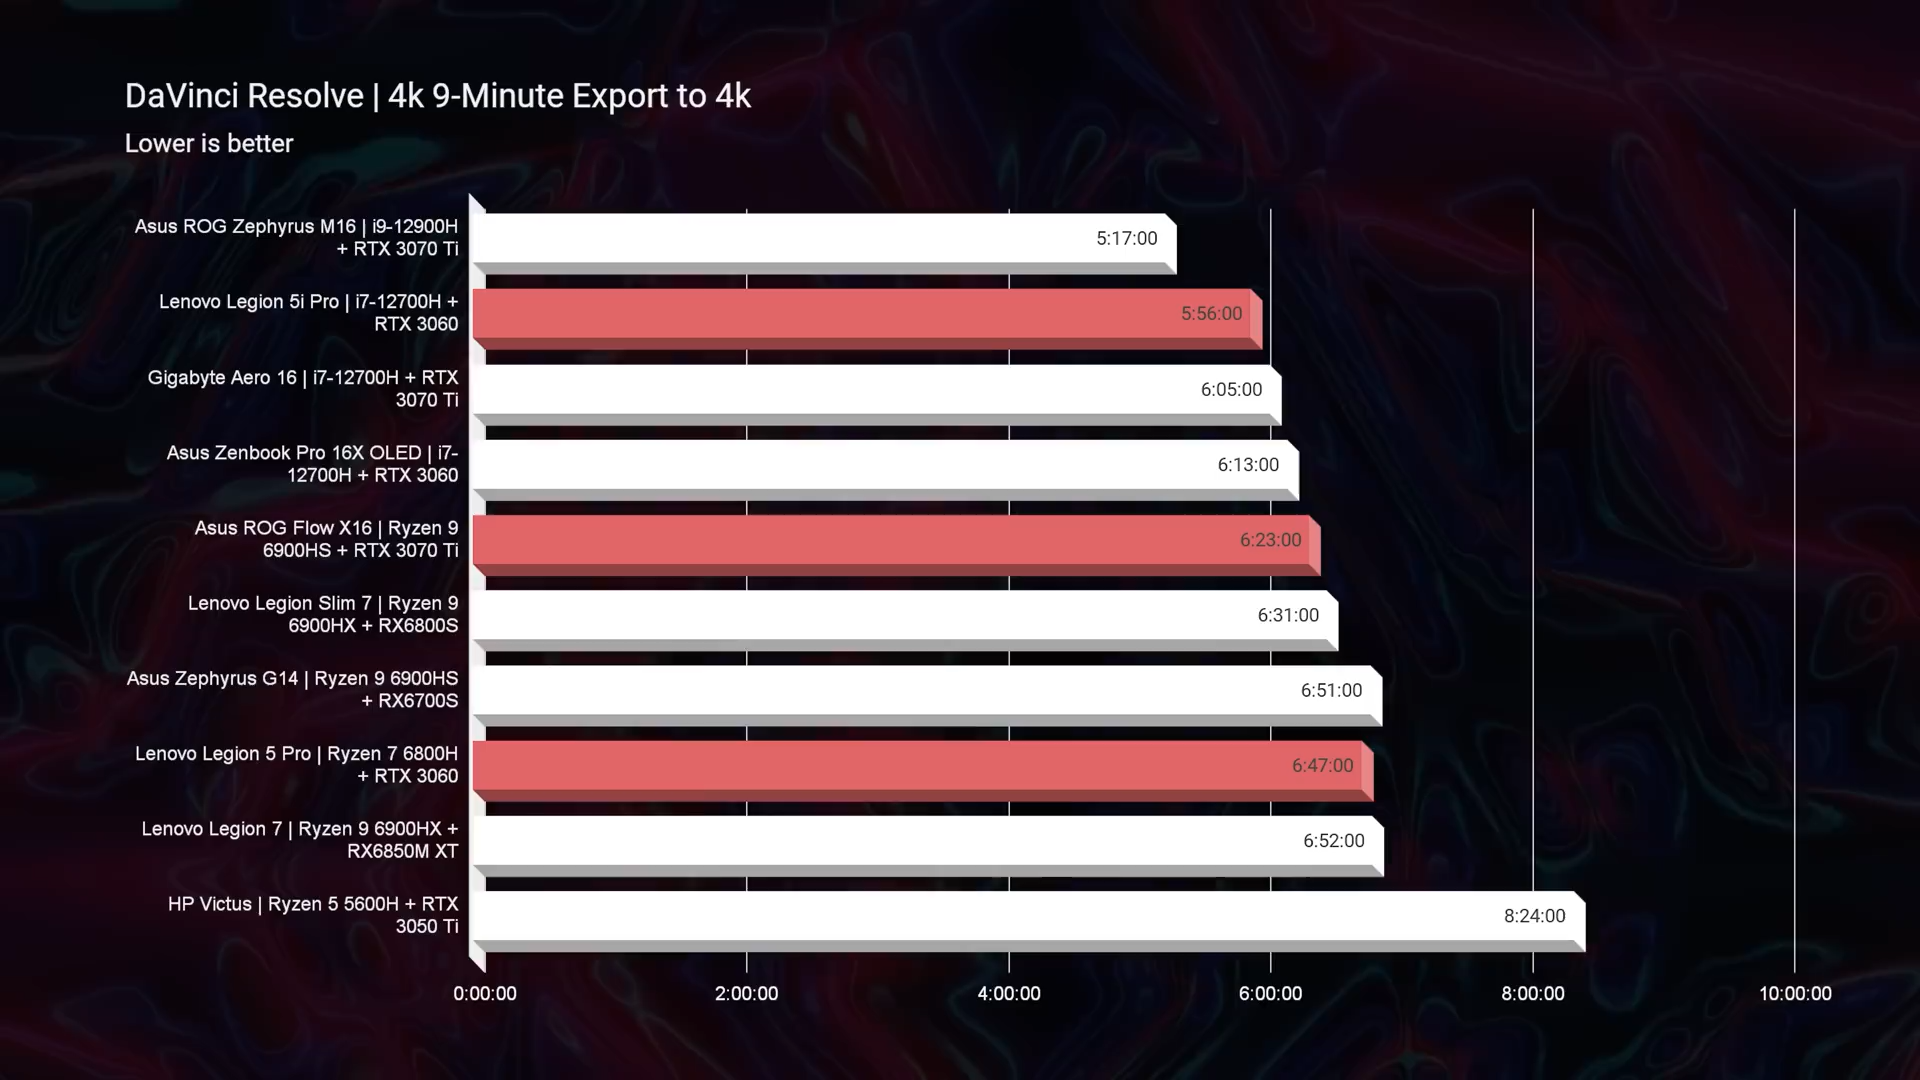 DaVinci Resolve | 4k 9-Minute Export to 4k
Lower is better
Asus ROG Zephyrus M16 | i9-12900H
+ RTX 3070 Ti
5:17:00
Lenovo Legion 5i Pro | i7-12700H +
RTX 3060
5:56:00
Gigabyte Aero 16 | i7-12700H + RTX
3070 Ti
6:05:00
Asus Zenbook Pro 16X OLED | i7-
12700H + RTX 3060
6:13:00
Asus ROG Flow X16 | Ryzen 9
6900HS + RTX 3070 Ti
6:23:00
Lenovo Legion Slim 7 | Ryzen 9
6900HX + RX6800S
6:31:00
Asus Zephyrus G14 | Ryzen 9 6900HS
+ RX6700S
6:51:00
Lenovo Legion 5 Pro | Ryzen 7 6800H
+ RTX 3060
6:47:00
Lenovo Legion 7 | Ryzen 9 6900HX +
RX6850M XT
6:52:00
HP Victus | Ryzen 5 5600H + RTX
3050 Ti
8:24:00
0:00:00 2:00:00 4:00:00 6:00:00 8:00:00 10:00:00